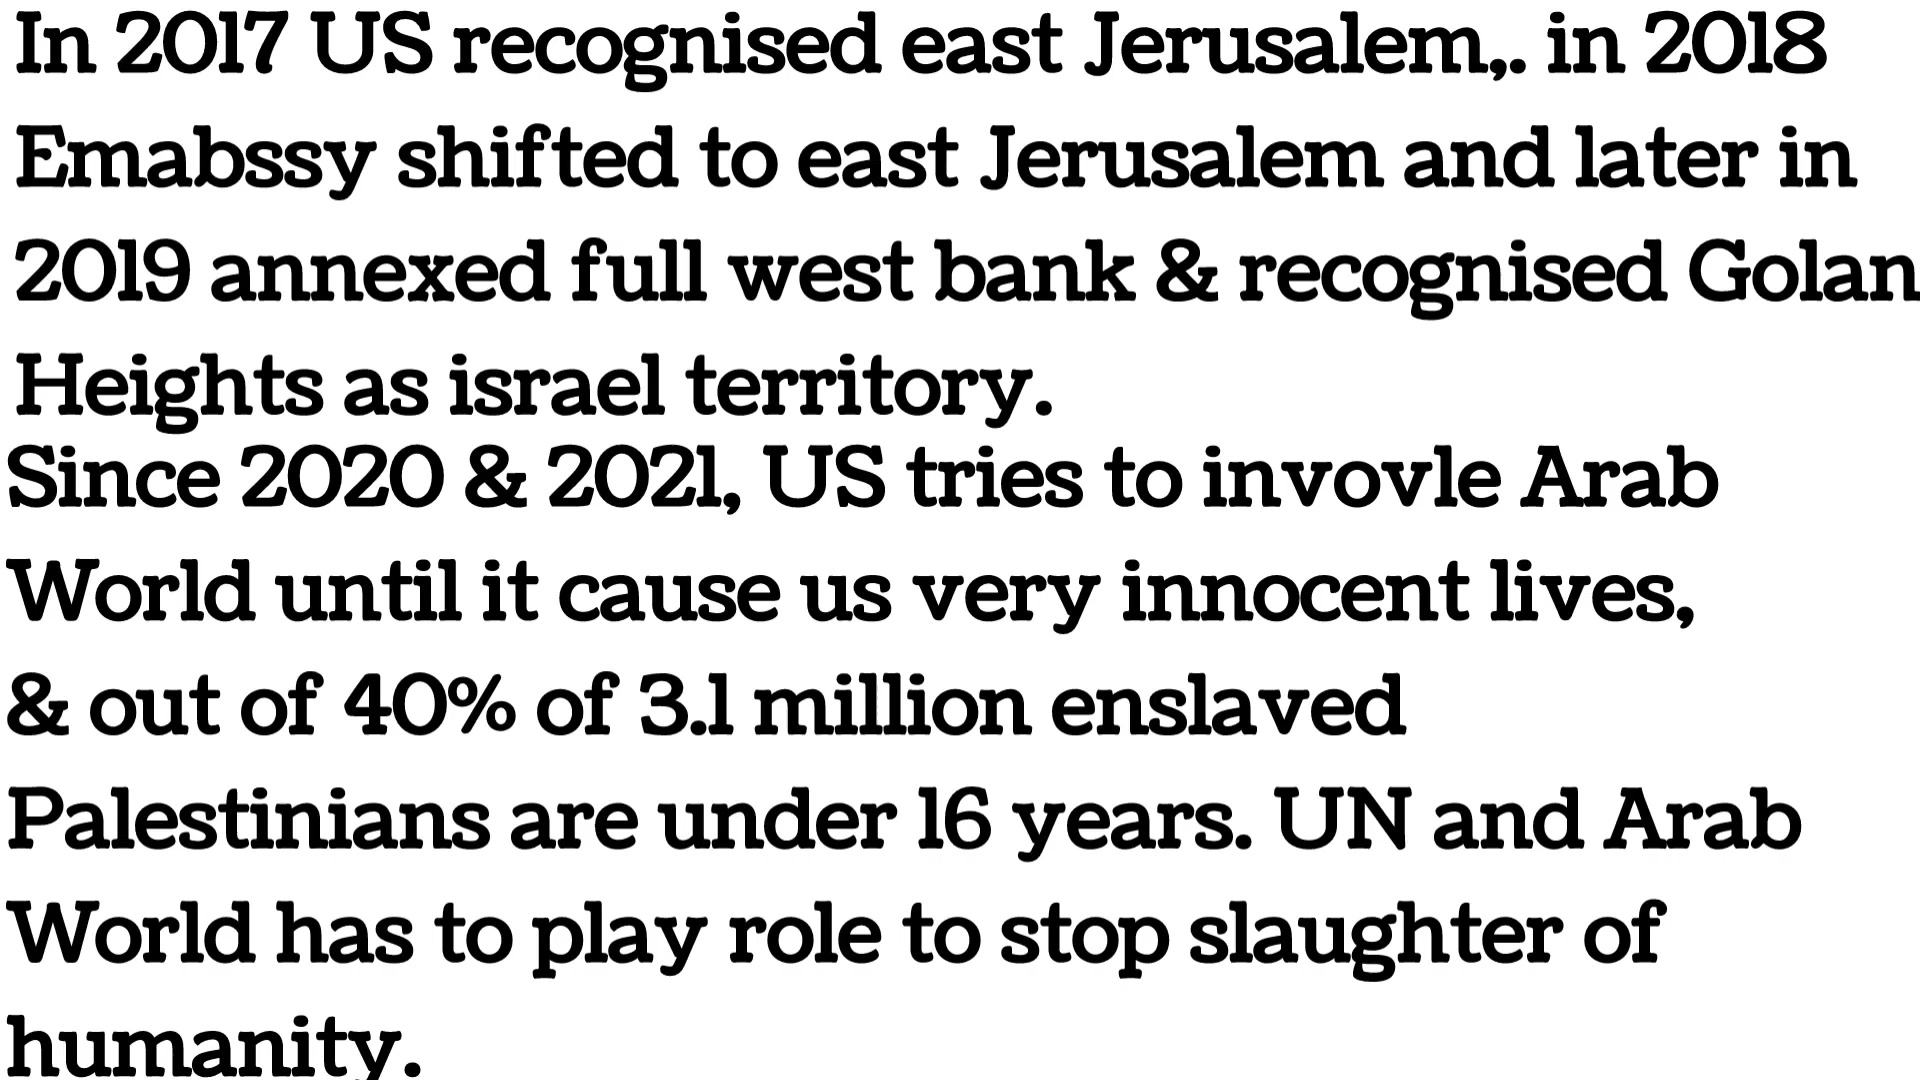 In 2017 US recognised east Jerusalem,. in 2018
Emabssy shifted to east Jerusalem and later in
2019 annexed full west bank & recognised Golan
Heights as israel territory.
Since 2020 & 2021, US tries to invovle Arab
World until it cause us very innocent lives,
& out of 40% of 3.1 million enslaved
Palestinians are under 16 years. UN and Arab
World has to play role to stop slaughter of
humanity.